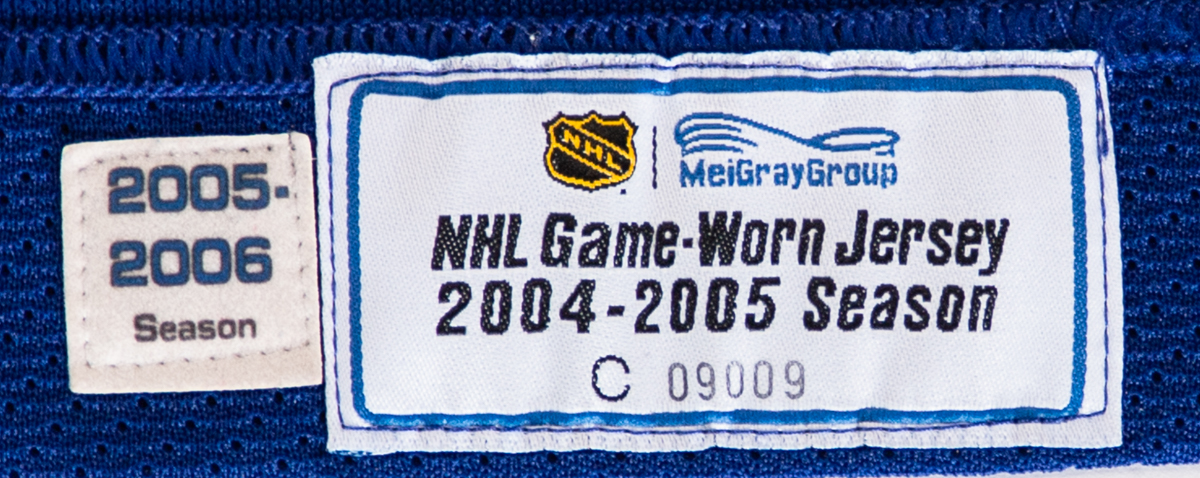 2005-
2006
Season
NHL
MeiGrayGroup
NHL Game-Worn Jersey
2004-2005 Season
C 09009